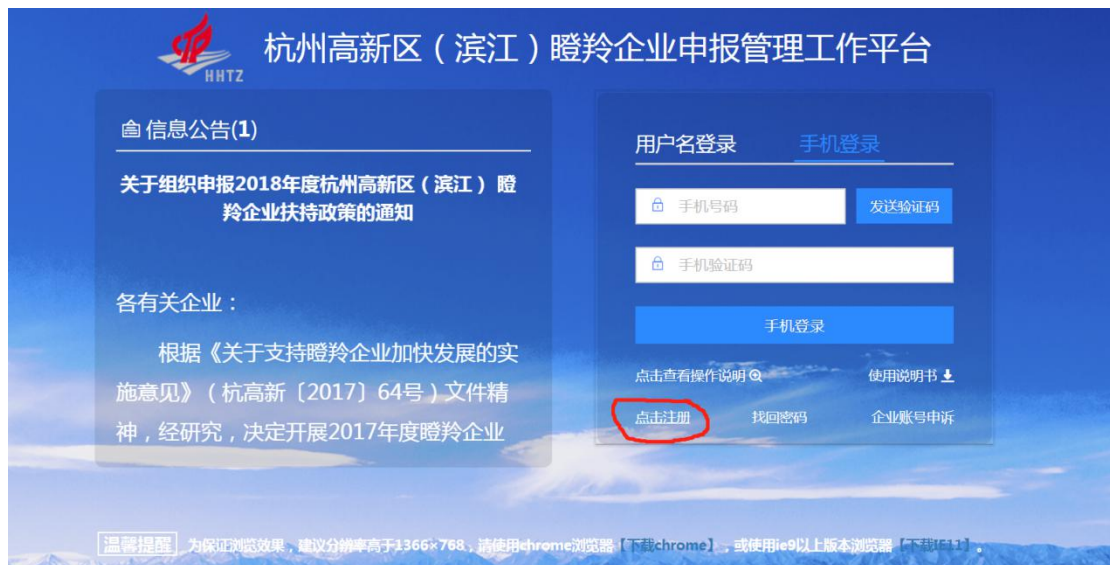 HHTZ
杭州高新区（滨江）瞪羚企业申报管理工作平台
信息公告(1)
关于组织申报2018年度杭州高新区（滨江） 瞪
羚企业扶持政策的通知
各有关企业：
根据《关于支持瞪羚企业加快发展的实
施意见》（杭高新〔2017〕64号）文件精
神，经研究，决定开展2017年度瞪羚企业
用户名登录 手机登录
手机号码 发送验证码
手机验证码
手机登录
点击查看操作说明 使用说明书
点击注册 找回密码 企业账号申诉
温馨提醒 为保证浏览效果，建议分辨率高于1366×768，请使用chrome浏览器【下载chrome】，或使用ie9以上版本浏览器【下载IE11】。